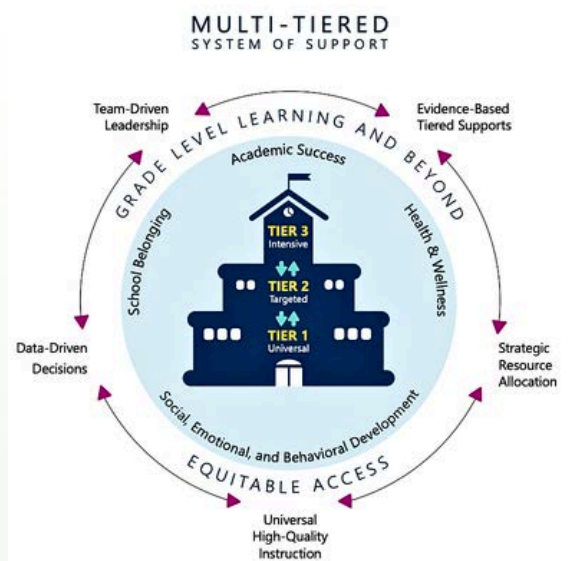 MULTI-TIERED
SYSTEM OF SUPPORT
Team-Driven
Leadership
Evidence-Based
Tiered Supports
GRADE LEVEL LEARNING AND BEYOND
Academic Success
School Belonging
Health & Wellness
TIER 3
Intensive
TIER 2
Targeted
TIER 1
Universal
Data-Driven
Decisions
Strategic
Resource
Allocation
Social, Emotional, and Behavioral Development
EQUITABLE ACCESS
Universal
High-Quality
Instruction